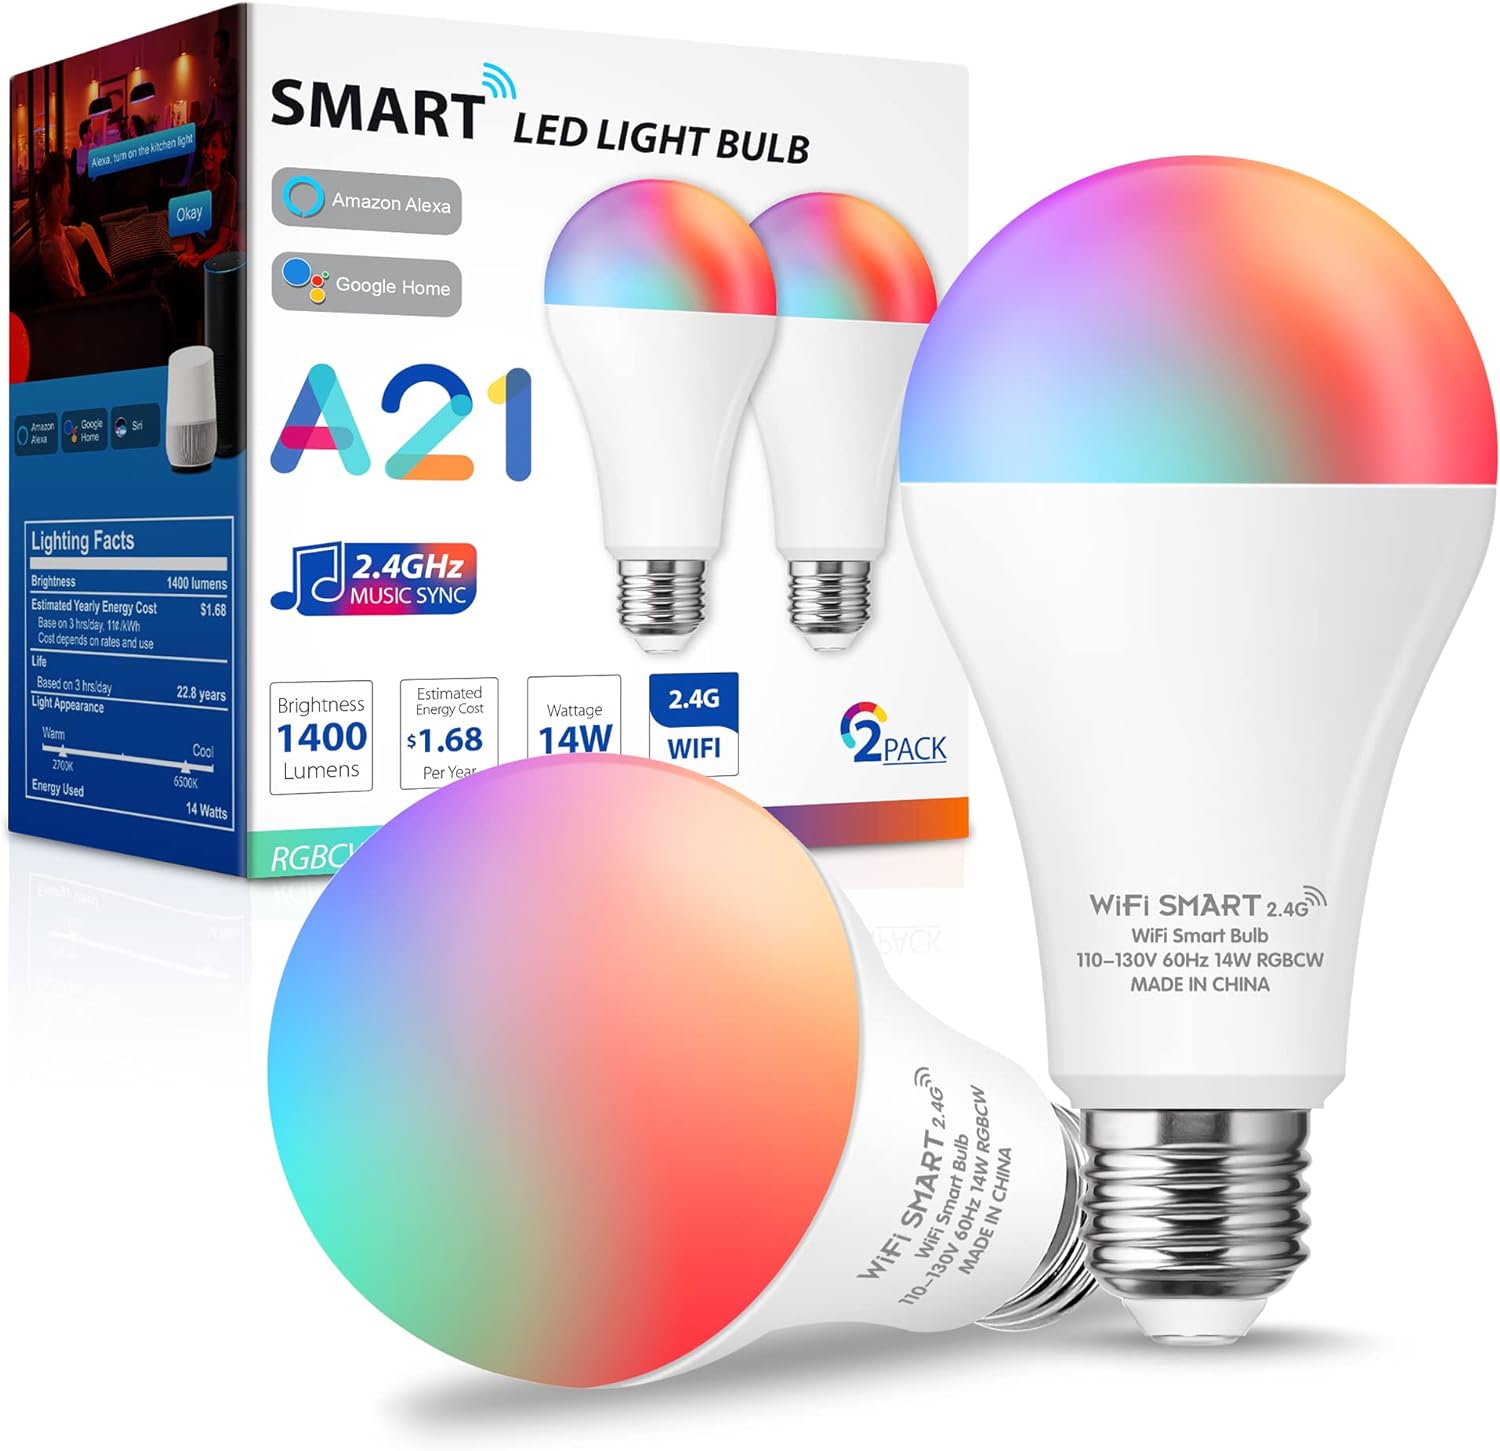 SMART LED LIGHT BULB
Amazon Alexa
Google Home
A21
2.4GHz
MUSIC SYNC
Brightness
1400
Lumens
Estimated
Energy Cost
$1.68
Per Year
Wattage
14W
2.4G
WIFI
2PACK
Alexa, turn on the kitchen light
Okay
Amazon
Alexa
Google
Home
Siri
Lighting Facts
Brightness 1400 lumens
Estimated Yearly Energy Cost $1.68
Base on 3 hrs/day, 11¢/kWh
Cost depends on rates and use
Life
Based on 3 hrs/day 22.8 years
Light Appearance
Warm Cool
2700K 6500K
Energy Used
14 Watts
WiFi SMART 2.4G
WiFi Smart Bulb
110–130V 60Hz 14W RGBCW
MADE IN CHINA
WiFi SMART 2.4G
WiFi Smart Bulb
110–130V 60Hz 14W RGBCW
MADE IN CHINA